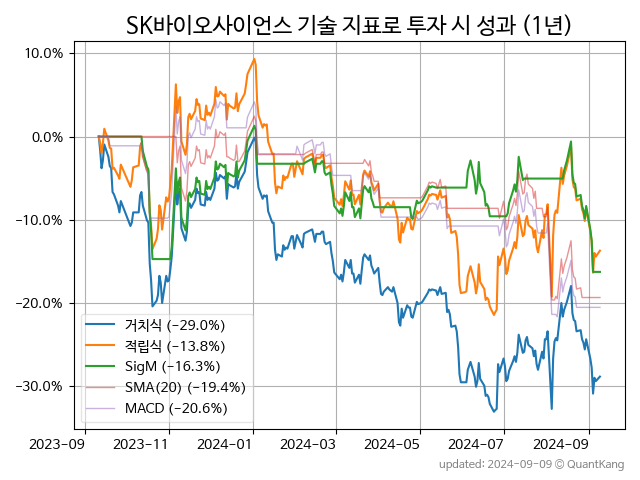 SK바이오사이언스 기술 지표로 투자 시 성과 (1년)
10.0%
0.0%
−10.0%
−20.0%
−30.0%
거치식 (−29.0%)
적립식 (−13.8%)
SigM (−16.3%)
SMA(20) (−19.4%)
MACD (−20.6%)
2023-09 2023-11 2024-01 2024-03 2024-05 2024-07 2024-09
updated: 2024-09-09 © QuantKang